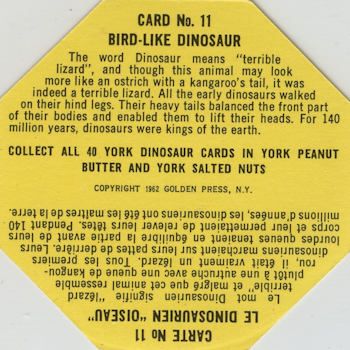 CARD No. 11
BIRD-LIKE DINOSAUR
The word Dinosaur means "terrible
lizard", and though this animal may look
more like an ostrich with a kangaroo's tail, it was
indeed a terrible lizard. All the early dinosaurs walked
on their hind legs. Their heavy tails balanced the front part
of their bodies and enabled them to lift their heads. For 140
million years, dinosaurs were kings of the earth.
COLLECT ALL 40 YORK DINOSAUR CARDS IN YORK PEANUT
BUTTER AND YORK SALTED NUTS
COPYRIGHT 1962 GOLDEN PRESS, N.Y.
CARTE No 11
LE DINOSAURIEN "OISEAU"
Le mot Dinosaurien signifie "lézard
terrible" et quoique cet animal ressemble
plutôt à une autruche avec une queue de kangou-
rou, il était vraiment un lézard. Tous les premiers
dinosauriens marchaient sur leurs pattes de derrière. Leurs
lourdes queues tenaient en équilibre la partie avant de leurs
corps et leur permettaient de relever leurs têtes. Pendant 140
millions d'années, les dinosauriens ont été les maîtres de la terre.